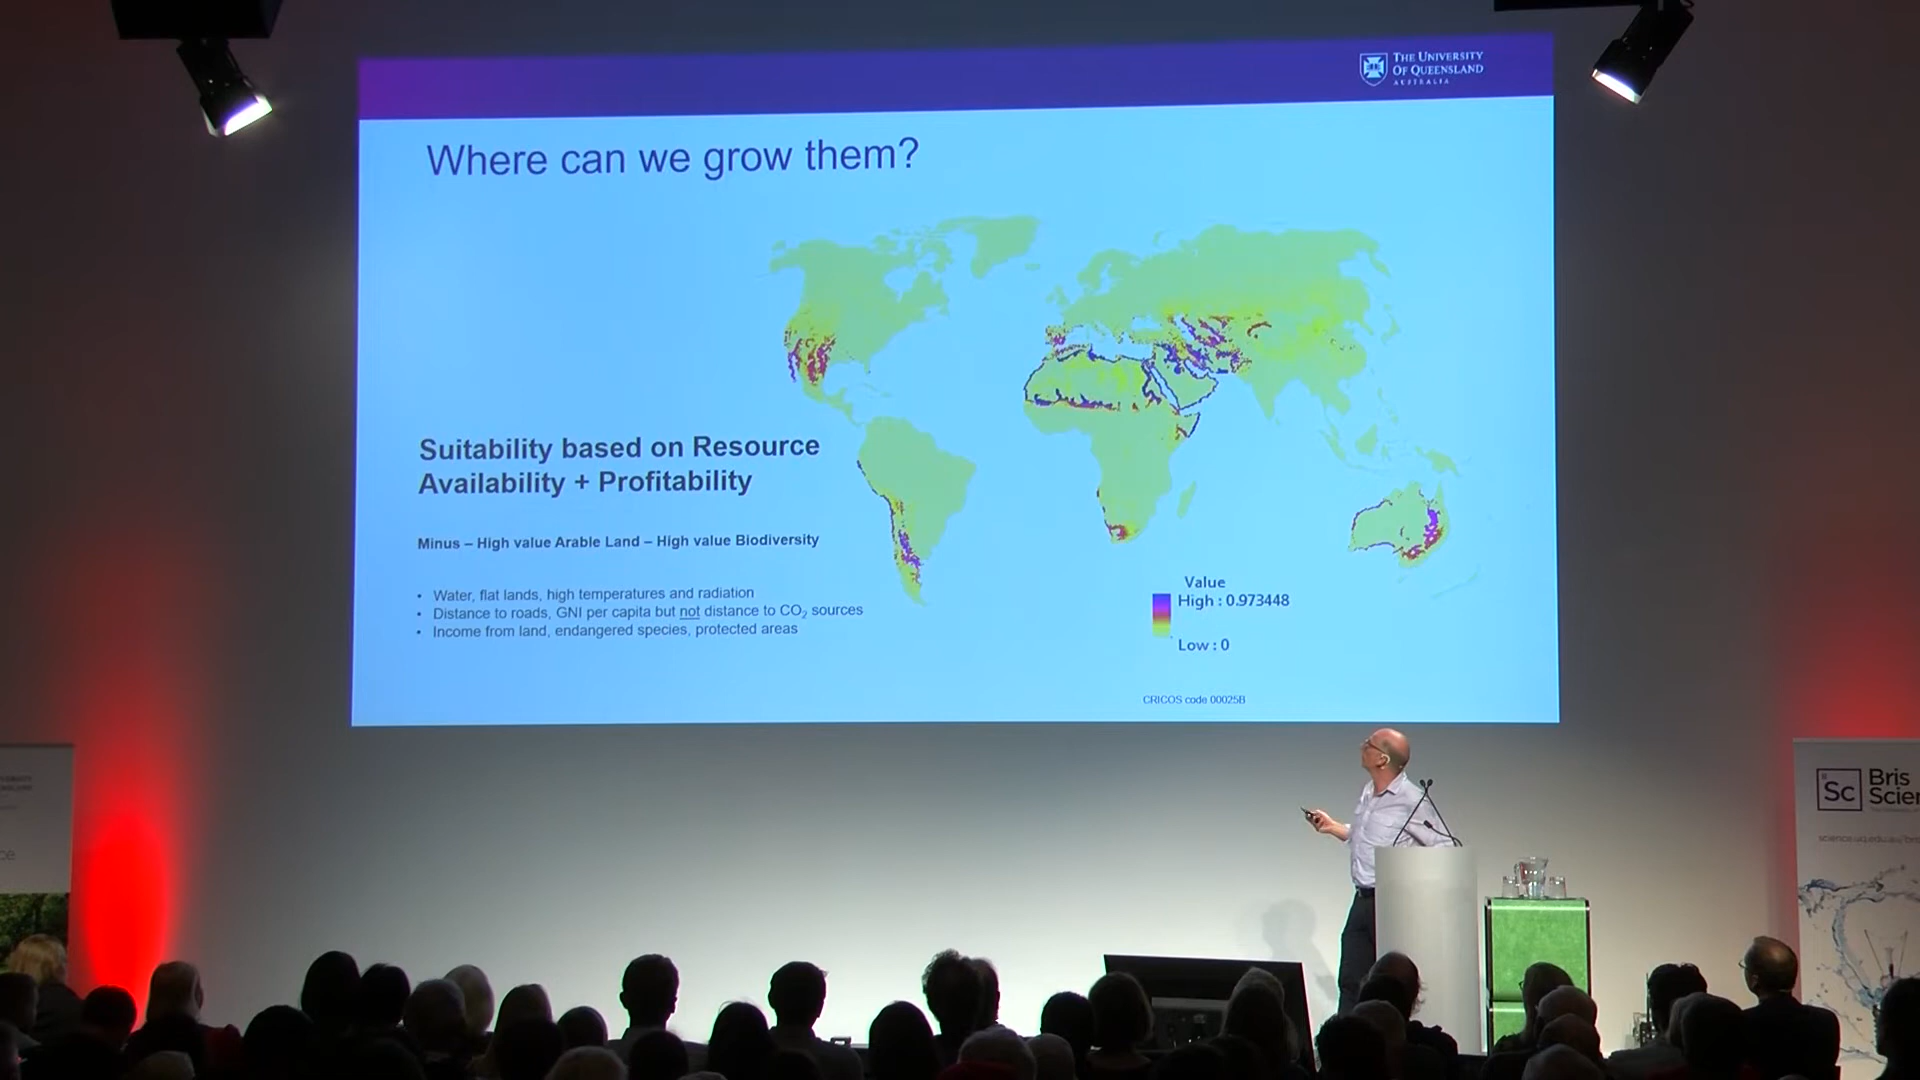 THE UNIVERSITY
OF QUEENSLAND
AUSTRALIA
Where can we grow them?
Suitability based on Resource
Availability + Profitability
Minus – High value Arable Land – High value Biodiversity
• Water, flat lands, high temperatures and radiation
• Distance to roads, GNI per capita but not distance to CO₂ sources
• Income from land, endangered species, protected areas
Value
High : 0.973448
Low : 0
CRICOS code 00025B
Sc
Bris